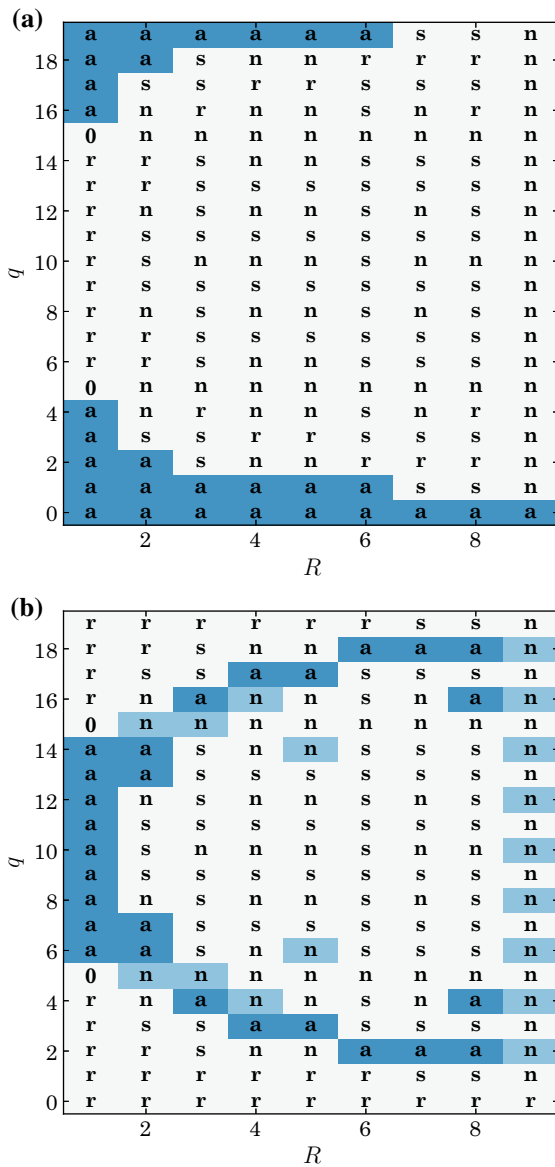 (a)
a a a a a a s s n
18 a a s n n r r r n
a s s r r s s s n
16 a n r n n s n r n
0 n n n n n n n n
14 r r s n n s s s n
r r s s s s s s n
12 r n s n n s n s n
r s s s s s s s n
10 r s n n n s n n n
r s s s s s s s n
8 r n s n n s n s n
r r s s s s s s n
6 r r s n n s s s n
0 n n n n n n n n
4 a n r n n s n r n
a s s r r s s s n
2 a a s n n r r r n
a a a a a a s s n
0 a a a a a a a a a
q
2 4 6 8
R
(b)
r r r r r r s s n
18 r r s n n a a a n
r s s a a s s s n
16 r n a n n s n a n
0 n n n n n n n n
14 a a s n n s s s n
a a s s s s s s n
12 a n s n n s n s n
a s s s s s s s n
10 a s n n n s n n n
a s s s s s s s n
8 a n s n n s n s n
a a s s s s s s n
6 a a s n n s s s n
0 n n n n n n n n
4 r n a n n s n a n
r s s a a s s s n
2 r r s n n a a a n
r r r r r r s s n
0 r r r r r r r r r
q
2 4 6 8
R